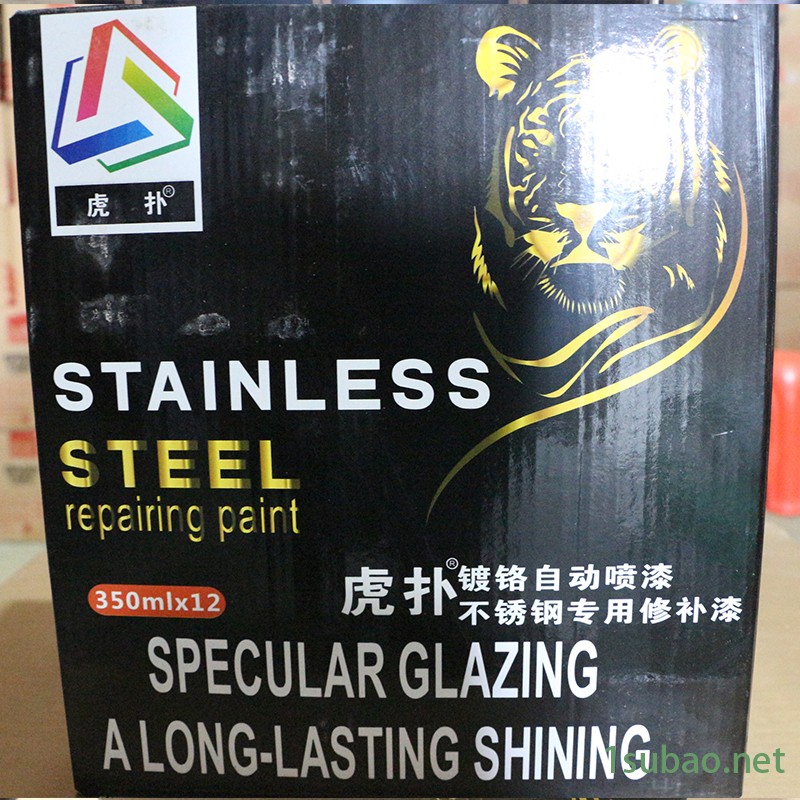 虎扑®
STAINLESS
STEEL
repairing paint
350mlx12
虎扑®
镀铬自动喷漆
不锈钢专用修补漆
SPECULAR GLAZING
A LONG-LASTING SHINING
1subao.net